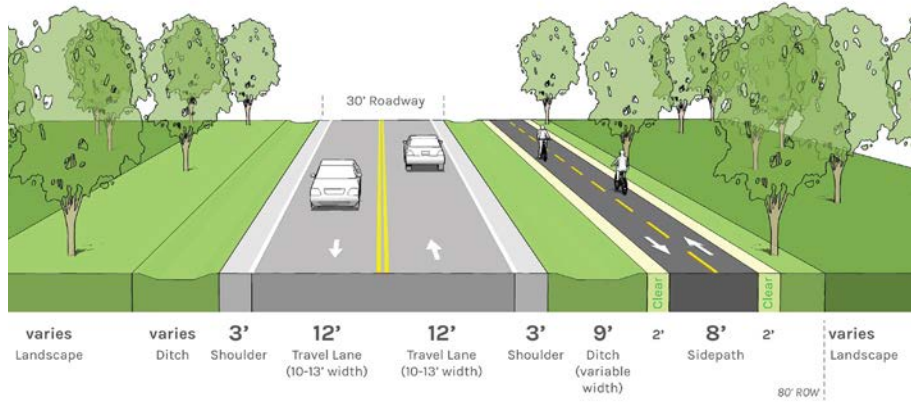 30' Roadway
Clear
Clear
varies
Landscape
varies
Ditch
3'
Shoulder
12'
Travel Lane
(10-13' width)
12'
Travel Lane
(10-13' width)
3'
Shoulder
9'
Ditch
(variable
width)
2'
8'
Sidepath
2'
varies
Landscape
80' ROW